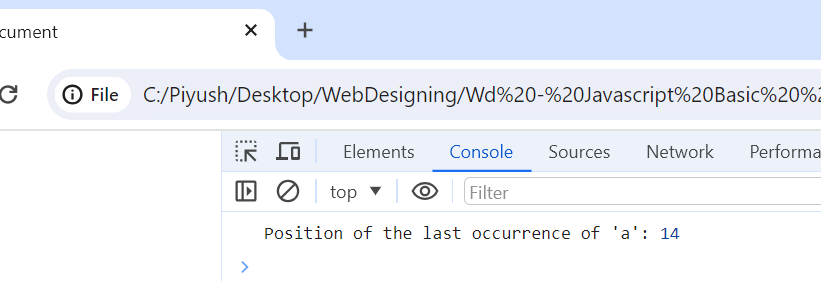 cument
File C:/Piyush/Desktop/WebDesigning/Wd%20-%20Javascript%20Basic%20%2
Elements Console Sources Network Performa
top Filter
Position of the last occurrence of 'a': 14